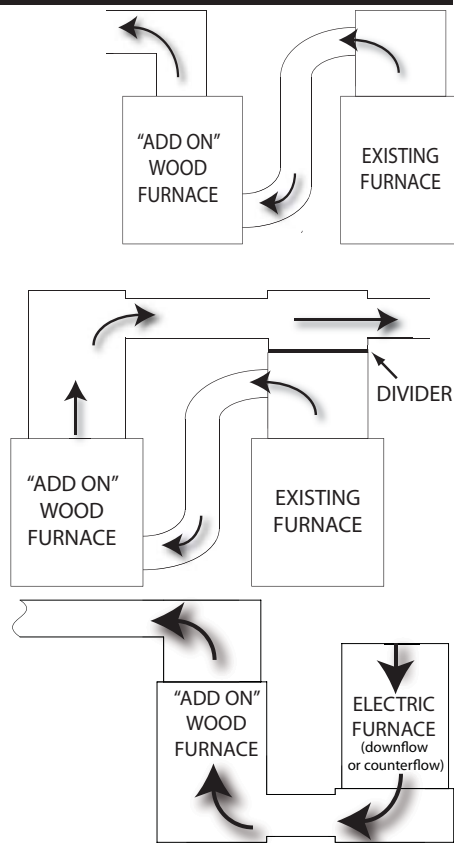 "ADD ON"
WOOD
FURNACE
EXISTING
FURNACE
DIVIDER
"ADD ON"
WOOD
FURNACE
EXISTING
FURNACE
"ADD ON"
WOOD
FURNACE
ELECTRIC
FURNACE
(downflow
or counterflow)